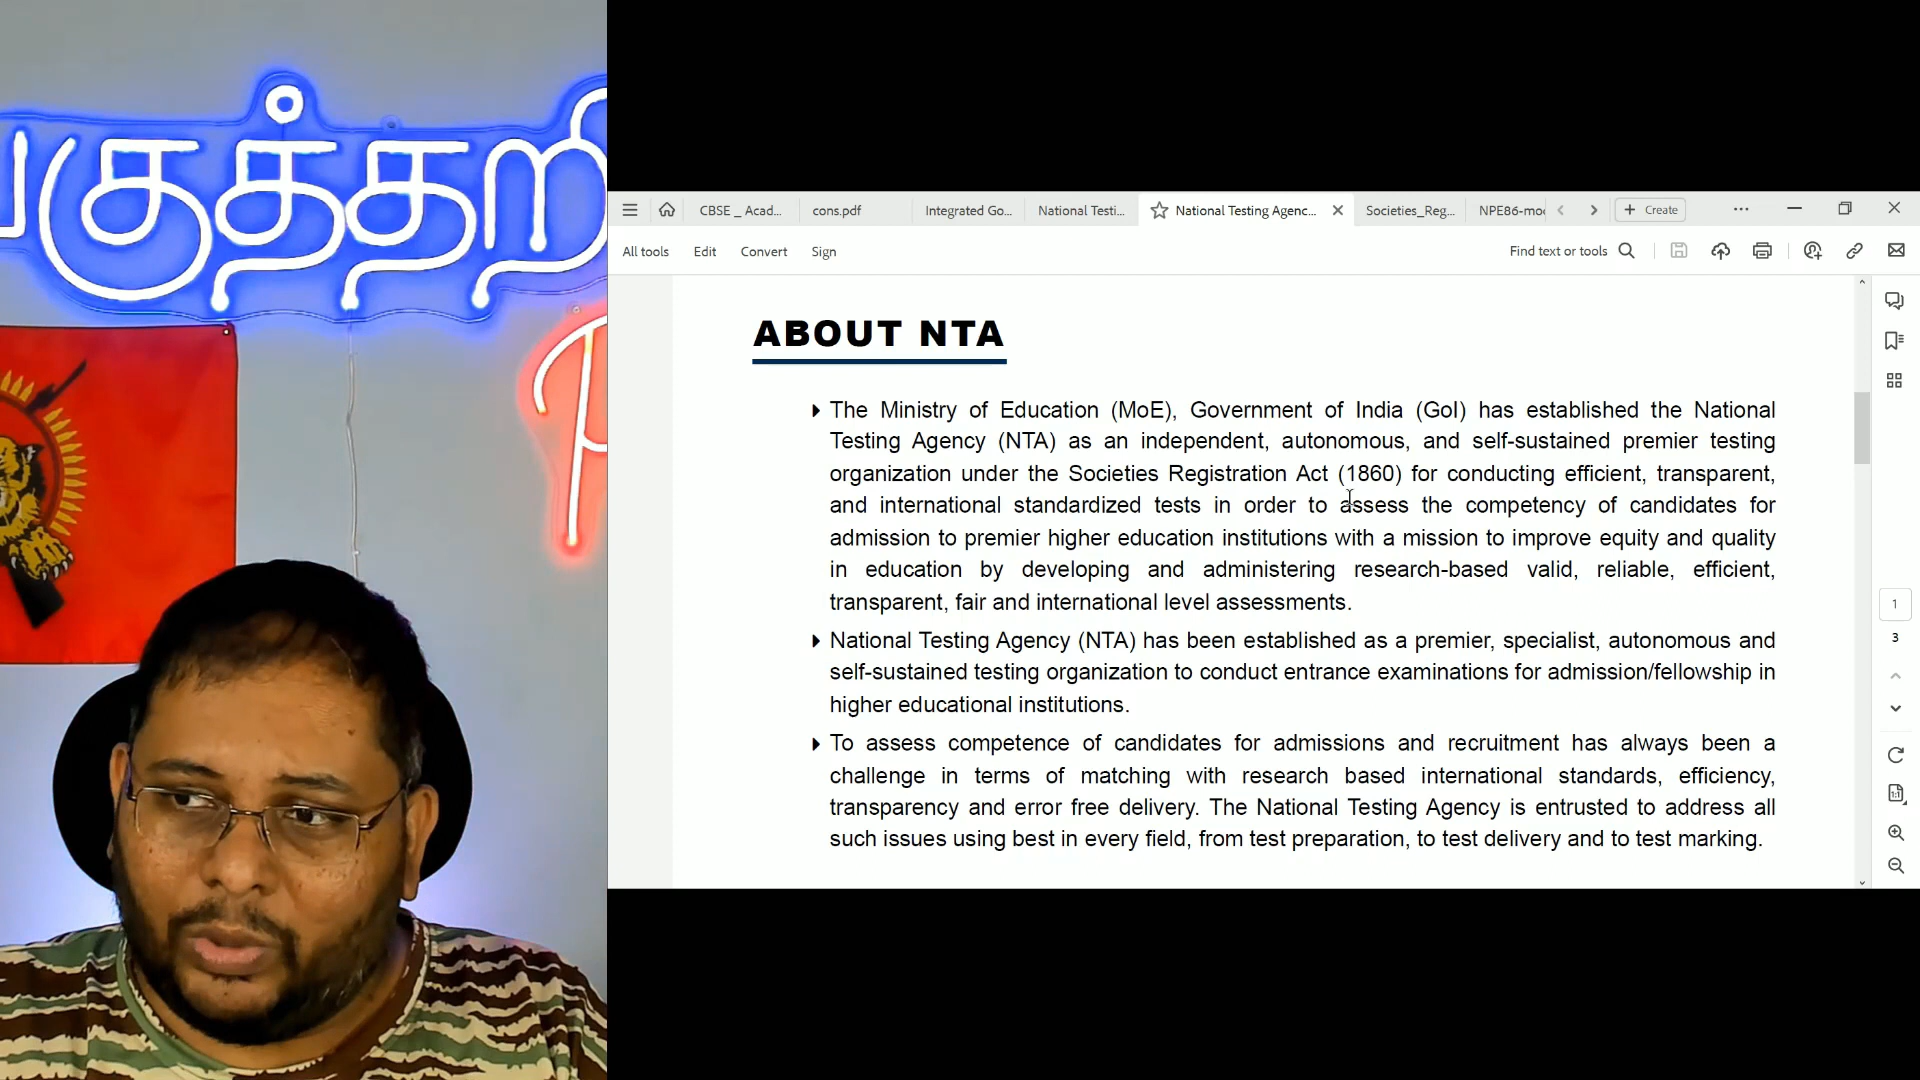 குத்தறி
CBSE _ Acad...
cons.pdf
Integrated Go...
National Testi...
National Testing Agenc...
Societies_Reg...
NPE86-mo
Create
All tools
Edit
Convert
Sign
Find text or tools
ABOUT NTA
The Ministry of Education (MoE), Government of India (GoI) has established the National
Testing Agency (NTA) as an independent, autonomous, and self-sustained premier testing
organization under the Societies Registration Act (1860) for conducting efficient, transparent,
and international standardized tests in order to assess the competency of candidates for
admission to premier higher education institutions with a mission to improve equity and quality
in education by developing and administering research-based valid, reliable, efficient,
transparent, fair and international level assessments.
National Testing Agency (NTA) has been established as a premier, specialist, autonomous and
self-sustained testing organization to conduct entrance examinations for admission/fellowship in
higher educational institutions.
To assess competence of candidates for admissions and recruitment has always been a
challenge in terms of matching with research based international standards, efficiency,
transparency and error free delivery. The National Testing Agency is entrusted to address all
such issues using best in every field, from test preparation, to test delivery and to test marking.
1
3